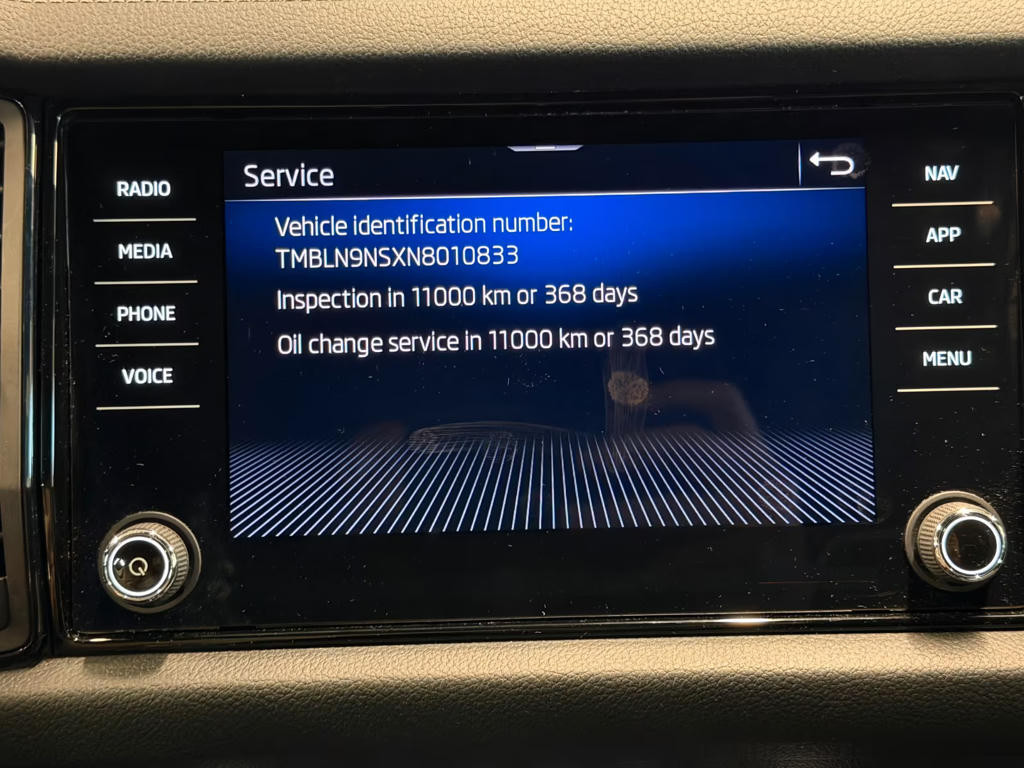 Service
RADIO
MEDIA
PHONE
VOICE
Vehicle identification number:
TMBLN9NSXN8010833
Inspection in 11000 km or 368 days
Oil change service in 11000 km or 368 days
NAV
APP
CAR
MENU